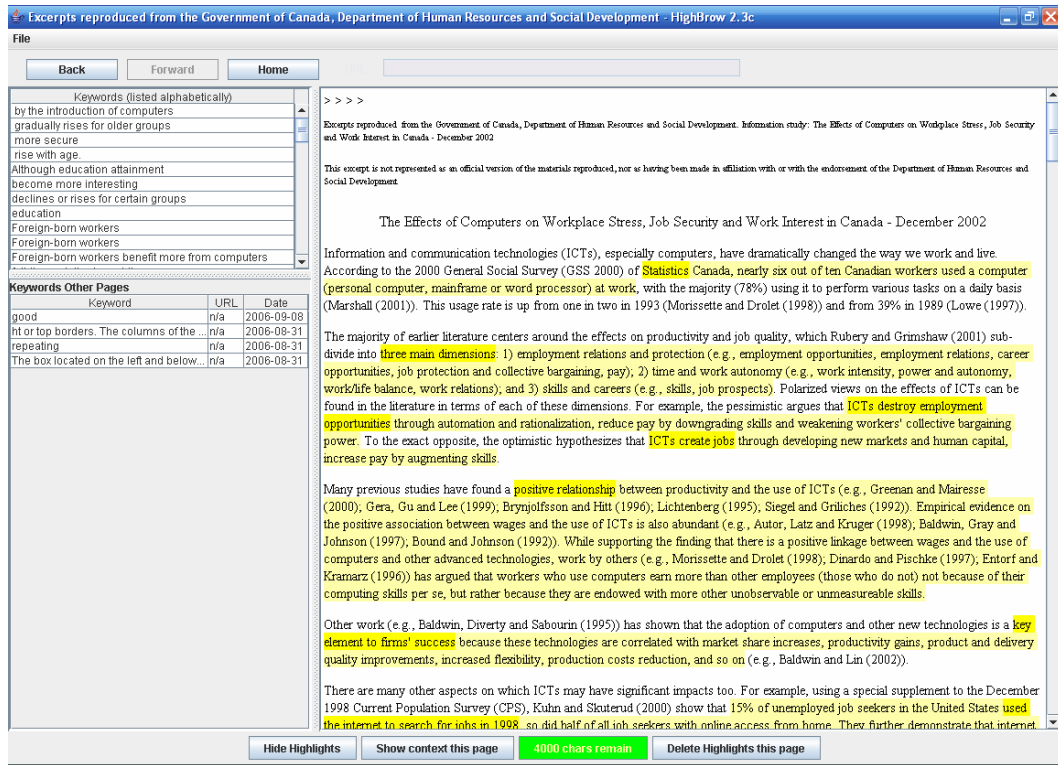 Excerpts reproduced from the Government of Canada, Department of Human Resources and Social Development - HighBrow 2.3c
File
Back
Forward
Home
Keywords (listed alphabetically)
by the introduction of computers
gradually rises for older groups
more secure
rise with age.
Although education attainment
become more interesting
declines or rises for certain groups
education
Foreign-born workers
Foreign-born workers
Foreign-born workers benefit more from computers
Keywords Other Pages
Keyword URL Date
good n/a 2006-09-08
ht or top borders. The columns of the ... n/a 2006-08-31
repeating n/a 2006-08-31
The box located on the left and below... n/a 2006-08-31
> > > >
Excerpts reproduced from the Government of Canada, Department of Human Resources and Social Development. Information study: The Effects of Computers on Workplace Stress, Job Security
and Work Interest in Canada - December 2002
This excerpt is not represented as an official version of the materials reproduced, nor as having been made in affiliation with or with the endorsement of the Department of Human Resources and
Social Development
The Effects of Computers on Workplace Stress, Job Security and Work Interest in Canada - December 2002
Information and communication technologies (ICTs), especially computers, have dramatically changed the way we work and live.
According to the 2000 General Social Survey (GSS 2000) of Statistics Canada, nearly six out of ten Canadian workers used a computer
(personal computer, mainframe or word processor) at work, with the majority (78%) using it to perform various tasks on a daily basis
(Marshall (2001)). This usage rate is up from one in two in 1993 (Morissette and Drolet (1998)) and from 39% in 1989 (Lowe (1997)).
The majority of earlier literature centers around the effects on productivity and job quality, which Rubery and Grimshaw (2001) sub-
divide into three main dimensions: 1) employment relations and protection (e.g., employment opportunities, employment relations, career
opportunities, job protection and collective bargaining, pay); 2) time and work autonomy (e.g., work intensity, power and autonomy,
work/life balance, work relations); and 3) skills and careers (e.g., skills, job prospects). Polarized views on the effects of ICTs can be
found in the literature in terms of each of these dimensions. For example, the pessimistic argues that ICTs destroy employment
opportunities through automation and rationalization, reduce pay by downgrading skills and weakening workers' collective bargaining
power. To the exact opposite, the optimistic hypothesizes that ICTs create jobs through developing new markets and human capital,
increase pay by augmenting skills.
Many previous studies have found a positive relationship between productivity and the use of ICTs (e.g., Greenan and Mairesse
(2000); Gera, Gu and Lee (1999); Brynjolfsson and Hitt (1996); Lichtenberg (1995); Siegel and Griliches (1992)). Empirical evidence on
the positive association between wages and the use of ICTs is also abundant (e.g., Autor, Latz and Kruger (1998); Baldwin, Gray and
Johnson (1997); Bound and Johnson (1992)). While supporting the finding that there is a positive linkage between wages and the use of
computers and other advanced technologies, work by others (e.g., Morissette and Drolet (1998); Dinardo and Pischke (1997); Entorf and
Kramarz (1996)) has argued that workers who use computers earn more than other employees (those who do not) not because of their
computing skills per se, but rather because they are endowed with more other unobservable or unmeasureable skills.
Other work (e.g., Baldwin, Diverty and Sabourin (1995)) has shown that the adoption of computers and other new technologies is a key
element to firms' success because these technologies are correlated with market share increases, productivity gains, product and delivery
quality improvements, increased flexibility, production costs reduction, and so on (e.g., Baldwin and Lin (2002)).
There are many other aspects on which ICTs may have significant impacts too. For example, using a special supplement to the December
1998 Current Population Survey (CPS), Kuhn and Skuterud (2000) show that 15% of unemployed job seekers in the United States used
the internet to search for jobs in 1998, so did half of all job seekers with online access from home. They further demonstrate that internet
Hide Highlights
Show context this page
4000 chars remain
Delete Highlights this page